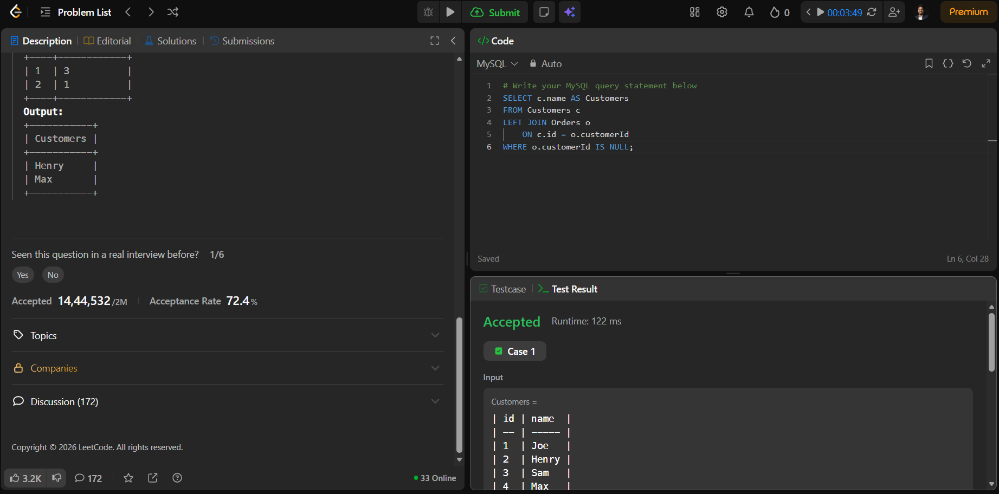 Problem List
Submit
0
00:03:49
Premium
Description
Editorial
Solutions
Submissions
+----+------------+
| 1  | 3          |
| 2  | 1          |
+----+------------+
Output:
+-----------+
| Customers |
+-----------+
| Henry     |
| Max       |
+-----------+
Seen this question in a real interview before? 1/6
Yes
No
Accepted 14,44,532/2M
Acceptance Rate 72.4%
Topics
Companies
Discussion (172)
Copyright © 2026 LeetCode. All rights reserved.
3.2K
172
33 Online
</> Code
MySQL
Auto
1 # Write your MySQL query statement below
2 SELECT c.name AS Customers
3 FROM Customers c
4 LEFT JOIN Orders o
5     ON c.id = o.customerId
6 WHERE o.customerId IS NULL;
Saved
Ln 6, Col 28
Testcase
Test Result
Accepted Runtime: 122 ms
Case 1
Input
Customers =
| id | name  |
| -- | ----- |
| 1  | Joe   |
| 2  | Henry |
| 3  | Sam   |
| 4  | Max   |